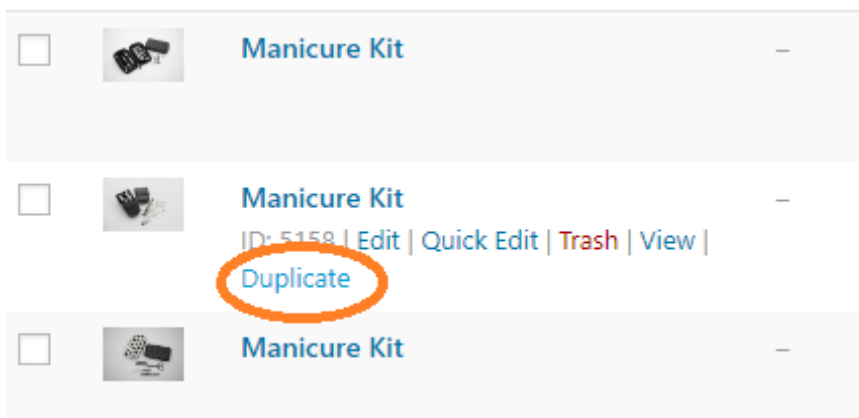 Manicure Kit –
Manicure Kit –
ID: 5158 | Edit | Quick Edit | Trash | View |
Duplicate
Manicure Kit –